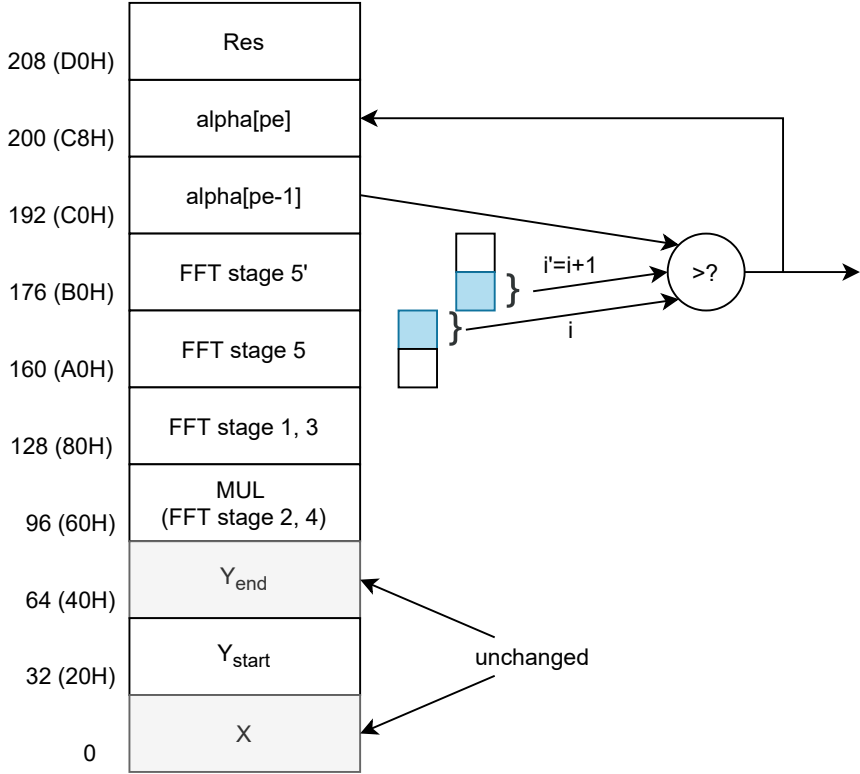 Res
208 (D0H)
alpha[pe]
200 (C8H)
alpha[pe-1]
192 (C0H)
FFT stage 5'
176 (B0H)
i'=i+1
>?
}
}
i
FFT stage 5
160 (A0H)
FFT stage 1, 3
128 (80H)
MUL
(FFT stage 2, 4)
96 (60H)
Yend
64 (40H)
Ystart
32 (20H)
unchanged
X
0